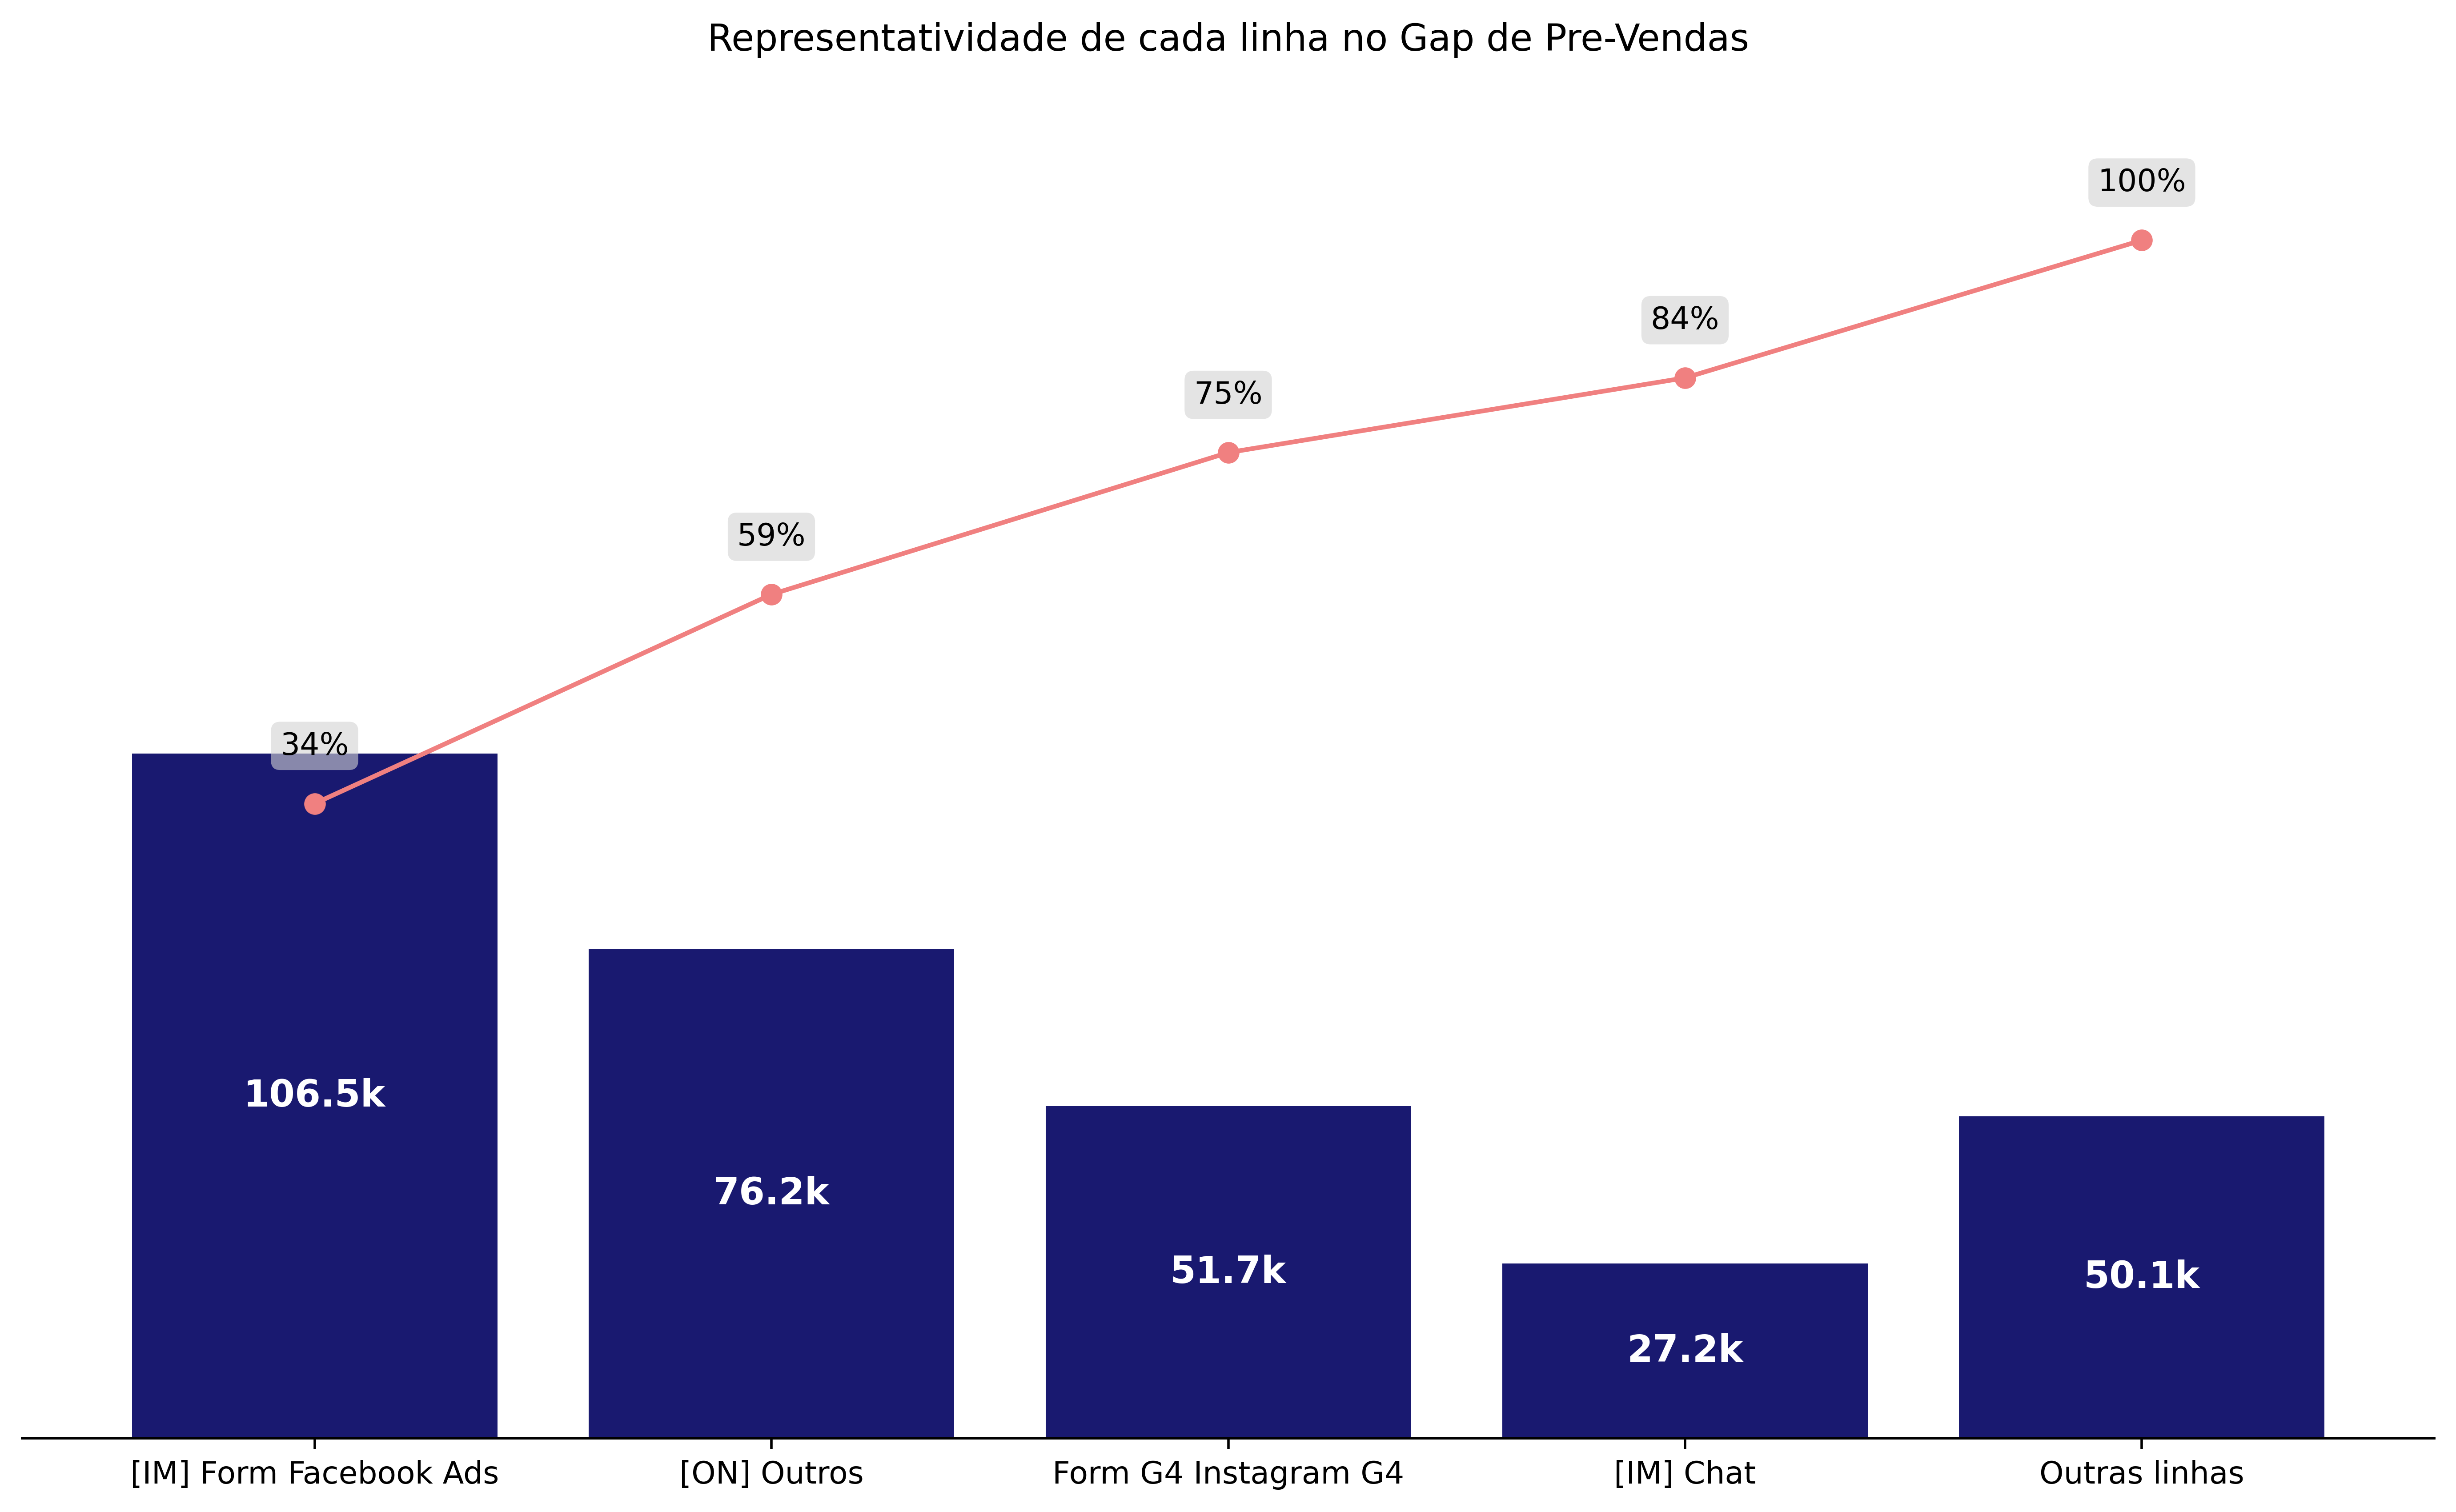 Representatividade de cada linha no Gap de Pre-Vendas
100%
84%
75%
59%
34%
106.5k
76.2k
51.7k
27.2k
50.1k
[IM] Form Facebook Ads
[ON] Outros
Form G4 Instagram G4
[IM] Chat
Outras linhas